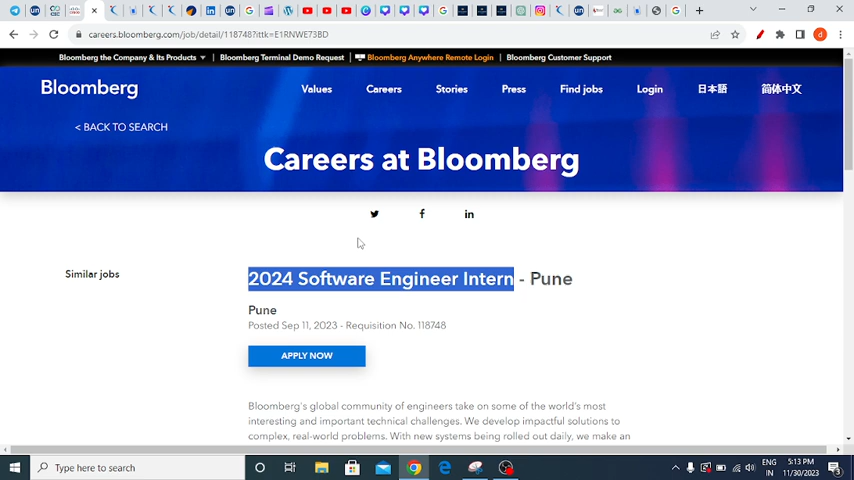 careers.bloomberg.com/job/detail/118748?ittk=E1RNWE73BD
Bloomberg the Company & Its Products
Bloomberg Terminal Demo Request
Bloomberg Anywhere Remote Login
Bloomberg Customer Support
Bloomberg
Values
Careers
Stories
Press
Find jobs
Login
日本語
简体中文
< BACK TO SEARCH
Careers at Bloomberg
Similar jobs
2024 Software Engineer Intern - Pune
Pune
Posted Sep 11, 2023 - Requisition No. 118748
APPLY NOW
Bloomberg's global community of engineers take on some of the world's most
interesting and important technical challenges. We develop impactful solutions to
complex, real-world problems. With new systems being rolled out daily, we make an
Type here to search
ENG
IN
5:13 PM
11/30/2023